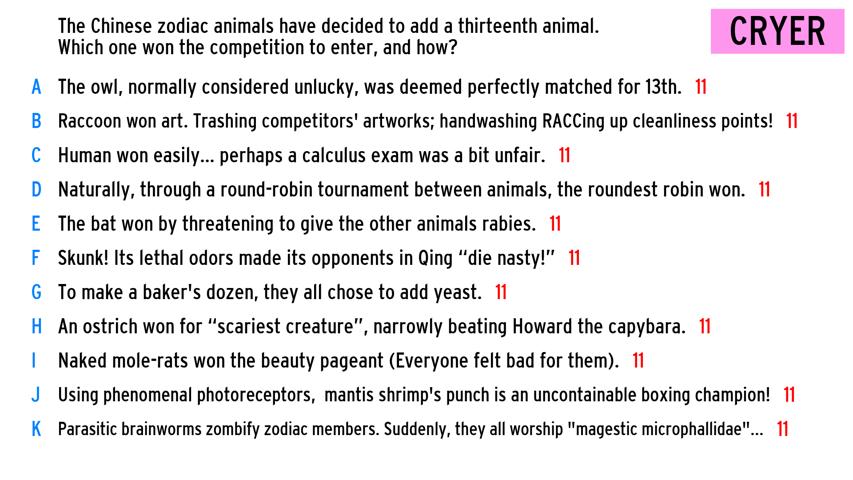 The Chinese zodiac animals have decided to add a thirteenth animal.
Which one won the competition to enter, and how?
CRYER
A The owl, normally considered unlucky, was deemed perfectly matched for 13th. 11
B Raccoon won art. Trashing competitors' artworks; handwashing RACCing up cleanliness points! 11
C Human won easily... perhaps a calculus exam was a bit unfair. 11
D Naturally, through a round-robin tournament between animals, the roundest robin won. 11
E The bat won by threatening to give the other animals rabies. 11
F Skunk! Its lethal odors made its opponents in Qing “die nasty!” 11
G To make a baker's dozen, they all chose to add yeast. 11
H An ostrich won for “scariest creature”, narrowly beating Howard the capybara. 11
I Naked mole-rats won the beauty pageant (Everyone felt bad for them). 11
J Using phenomenal photoreceptors, mantis shrimp's punch is an uncontainable boxing champion! 11
K Parasitic brainworms zombify zodiac members. Suddenly, they all worship "magestic microphallidae"... 11